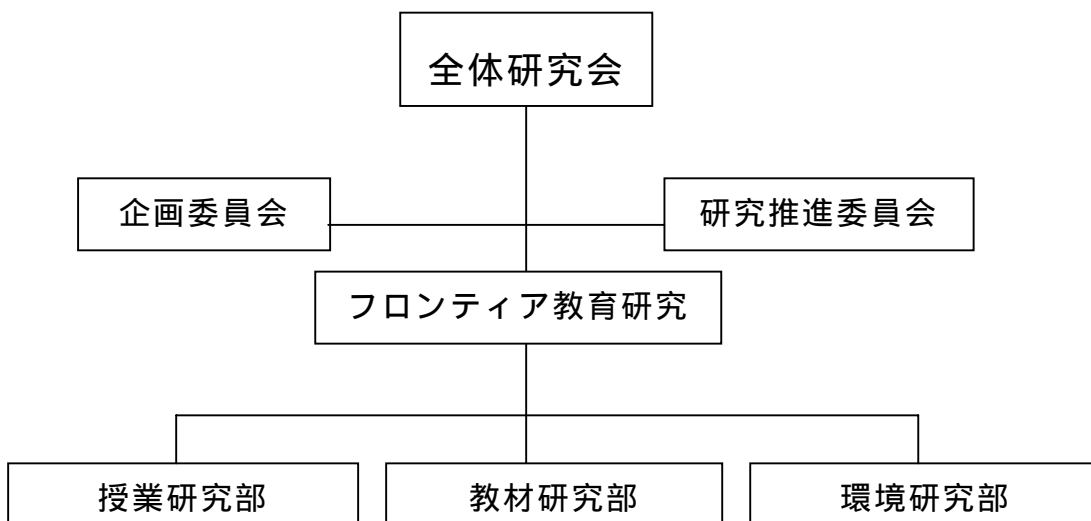 全体研究会
企画委員会
研究推進委員会
フロンティア教育研究
授業研究部
教材研究部
環境研究部